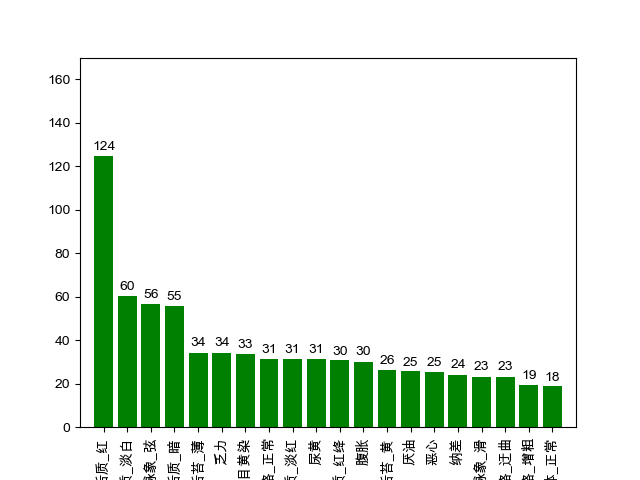 160
140
120
100
80
60
40
20
0
124
60
56
55
34
34
33
31
31
31
30
30
26
25
25
24
23
23
19
18
质_红
_淡白
象_弦
质_暗
苔_薄
乏力
目黄染
_正常
_淡红
尿黄
_红绛
腹胀
苔_黄
厌油
恶心
纳差
象_滑
_迂曲
_增粗
_正常